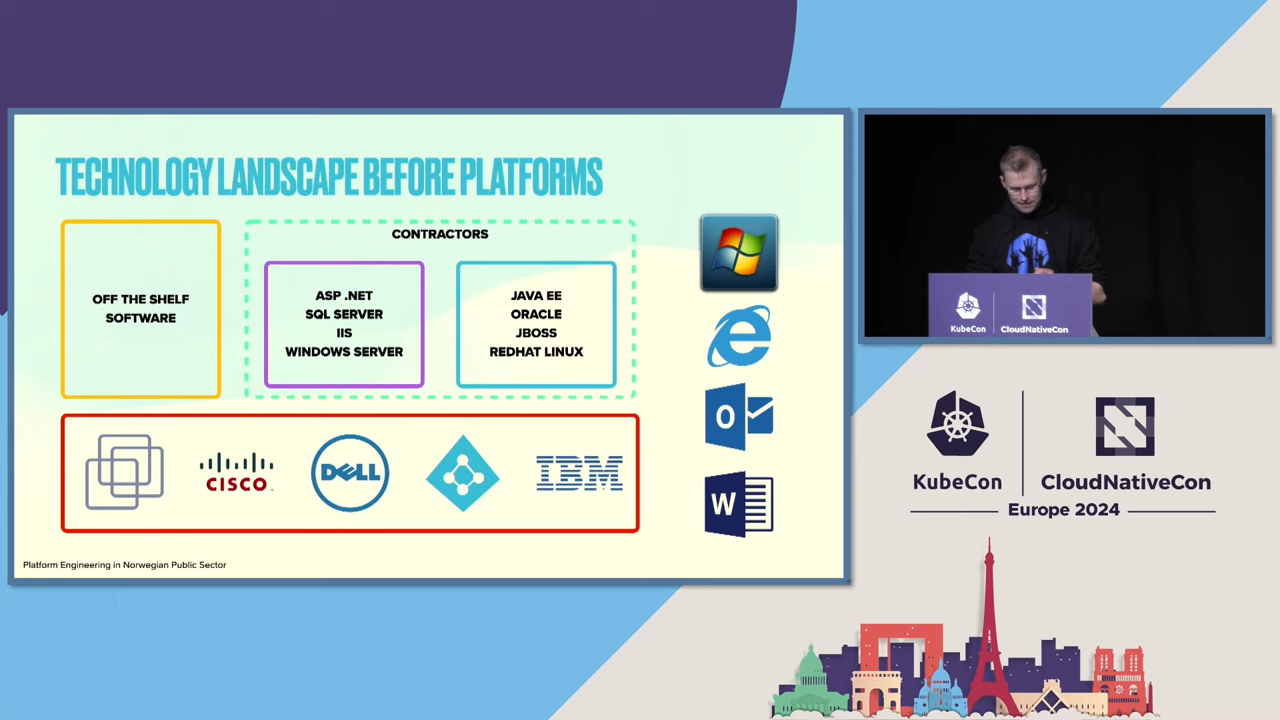 TECHNOLOGY LANDSCAPE BEFORE PLATFORMS
OFF THE SHELF
SOFTWARE
CONTRACTORS
ASP .NET
SQL SERVER
IIS
WINDOWS SERVER
JAVA EE
ORACLE
JBOSS
REDHAT LINUX
CISCO
DELL
IBM
O
W
Platform Engineering in Norwegian Public Sector
KubeCon
CloudNativeCon
KubeCon
CloudNativeCon
Europe 2024